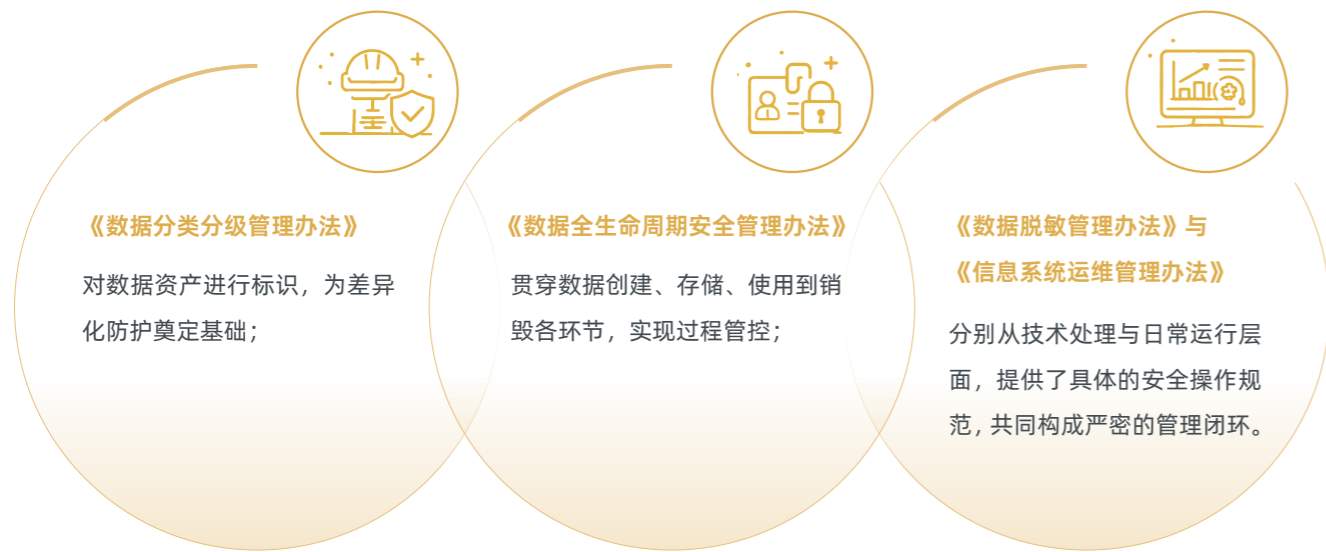 《数据分类分级管理办法》
对数据资产进行标识，为差异
化防护奠定基础；
《数据全生命周期安全管理办法》
贯穿数据创建、存储、使用到销
毁各环节，实现过程管控；
《数据脱敏管理办法》与
《信息系统运维管理办法》
分别从技术处理与日常运行层
面，提供了具体的安全操作规
范，共同构成严密的管理闭环。